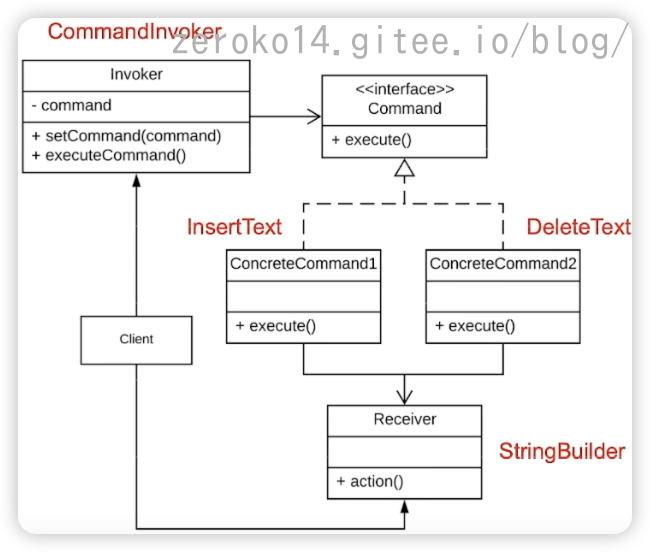 CommandInvoker
zeroko14.gitee.io/blog/
Invoker
- command
+ setCommand(command)
+ executeCommand()
<<interface>>
Command
+ execute()
InsertText
DeleteText
ConcreteCommand1
+ execute()
ConcreteCommand2
+ execute()
Client
Receiver
+ action()
StringBuilder